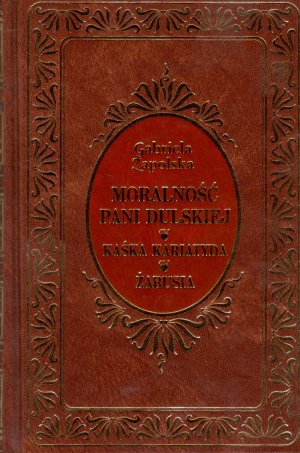 Gabriela
Zapolska
MORALNOŚĆ
PANI DULSKIEJ
KAŚKA KARIATYDA
ŻABUSIA